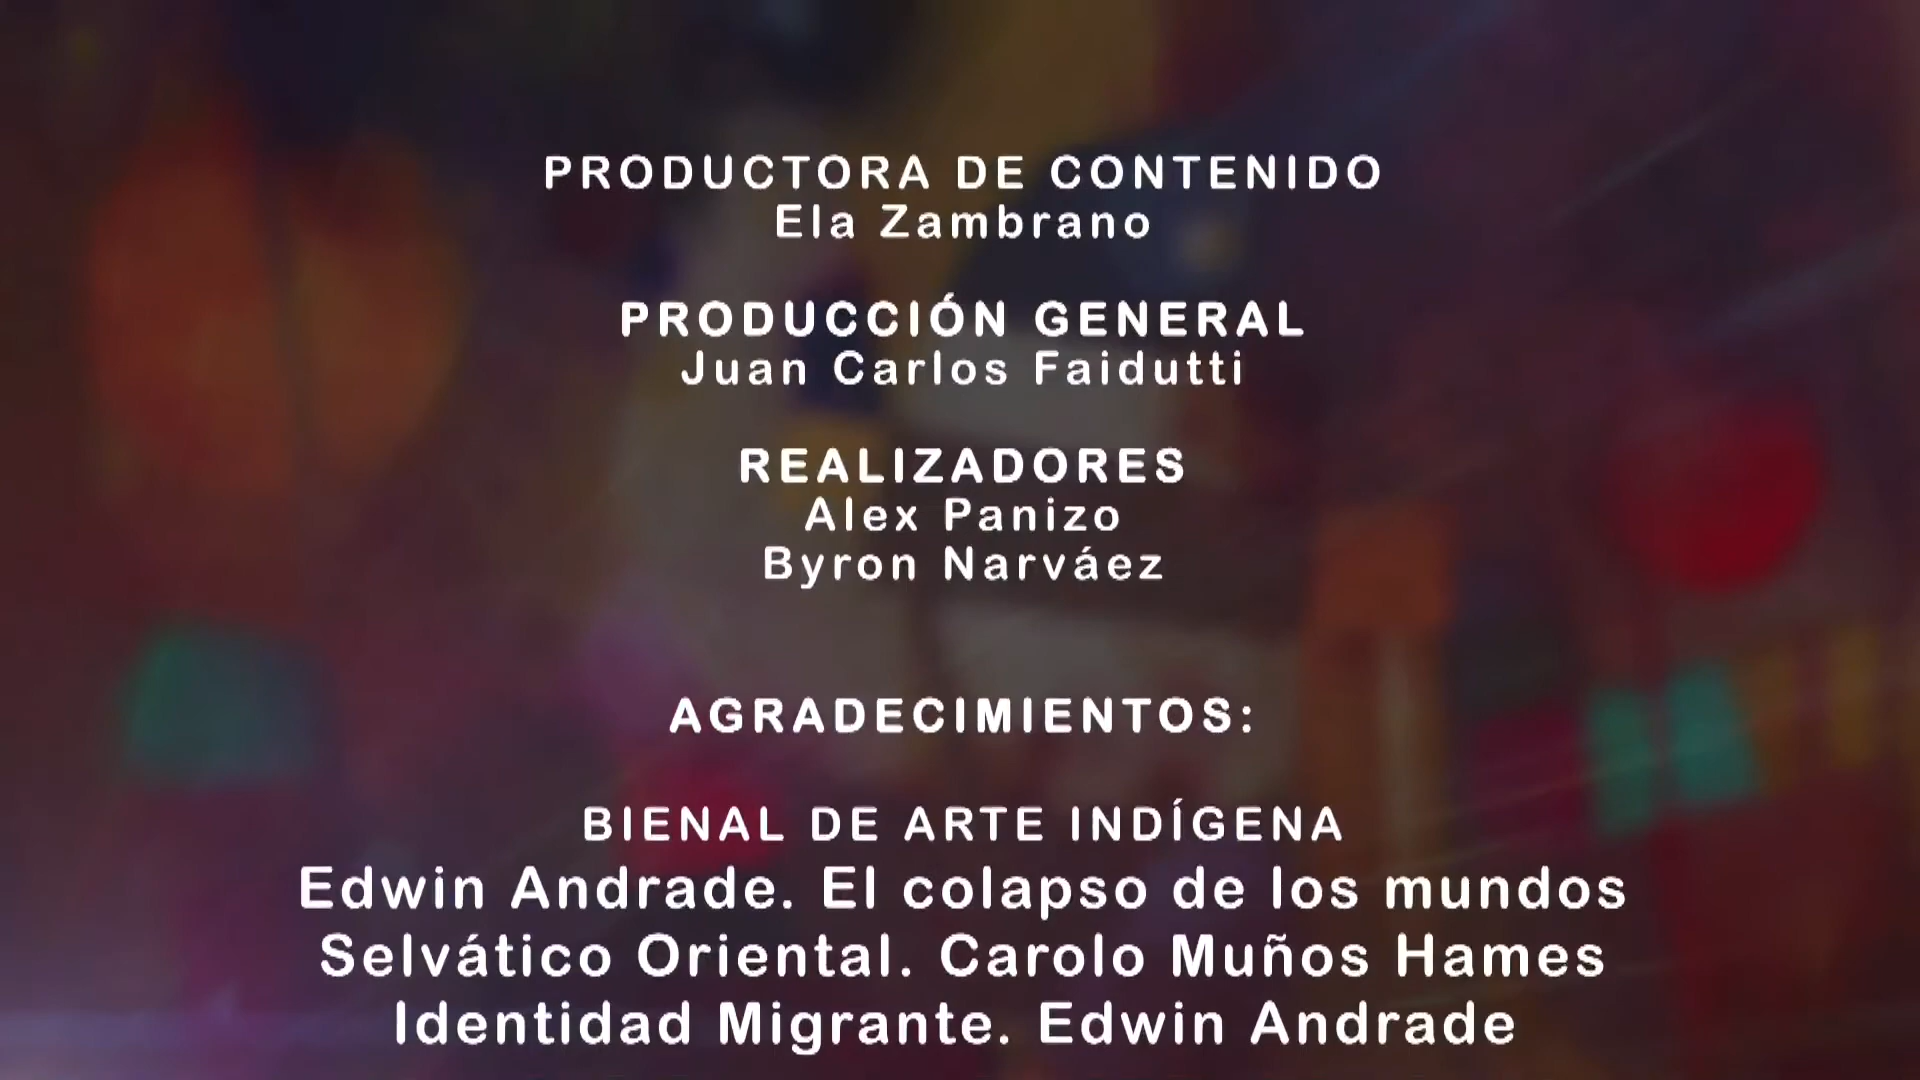 PRODUCTORA DE CONTENIDO
Ela Zambrano
PRODUCCIÓN GENERAL
Juan Carlos Faidutti
REALIZADORES
Alex Panizo
Byron Narváez
AGRADECIMIENTOS:
BIENAL DE ARTE INDÍGENA
Edwin Andrade. El colapso de los mundos
Selvático Oriental. Carolo Muños Hames
Identidad Migrante. Edwin Andrade